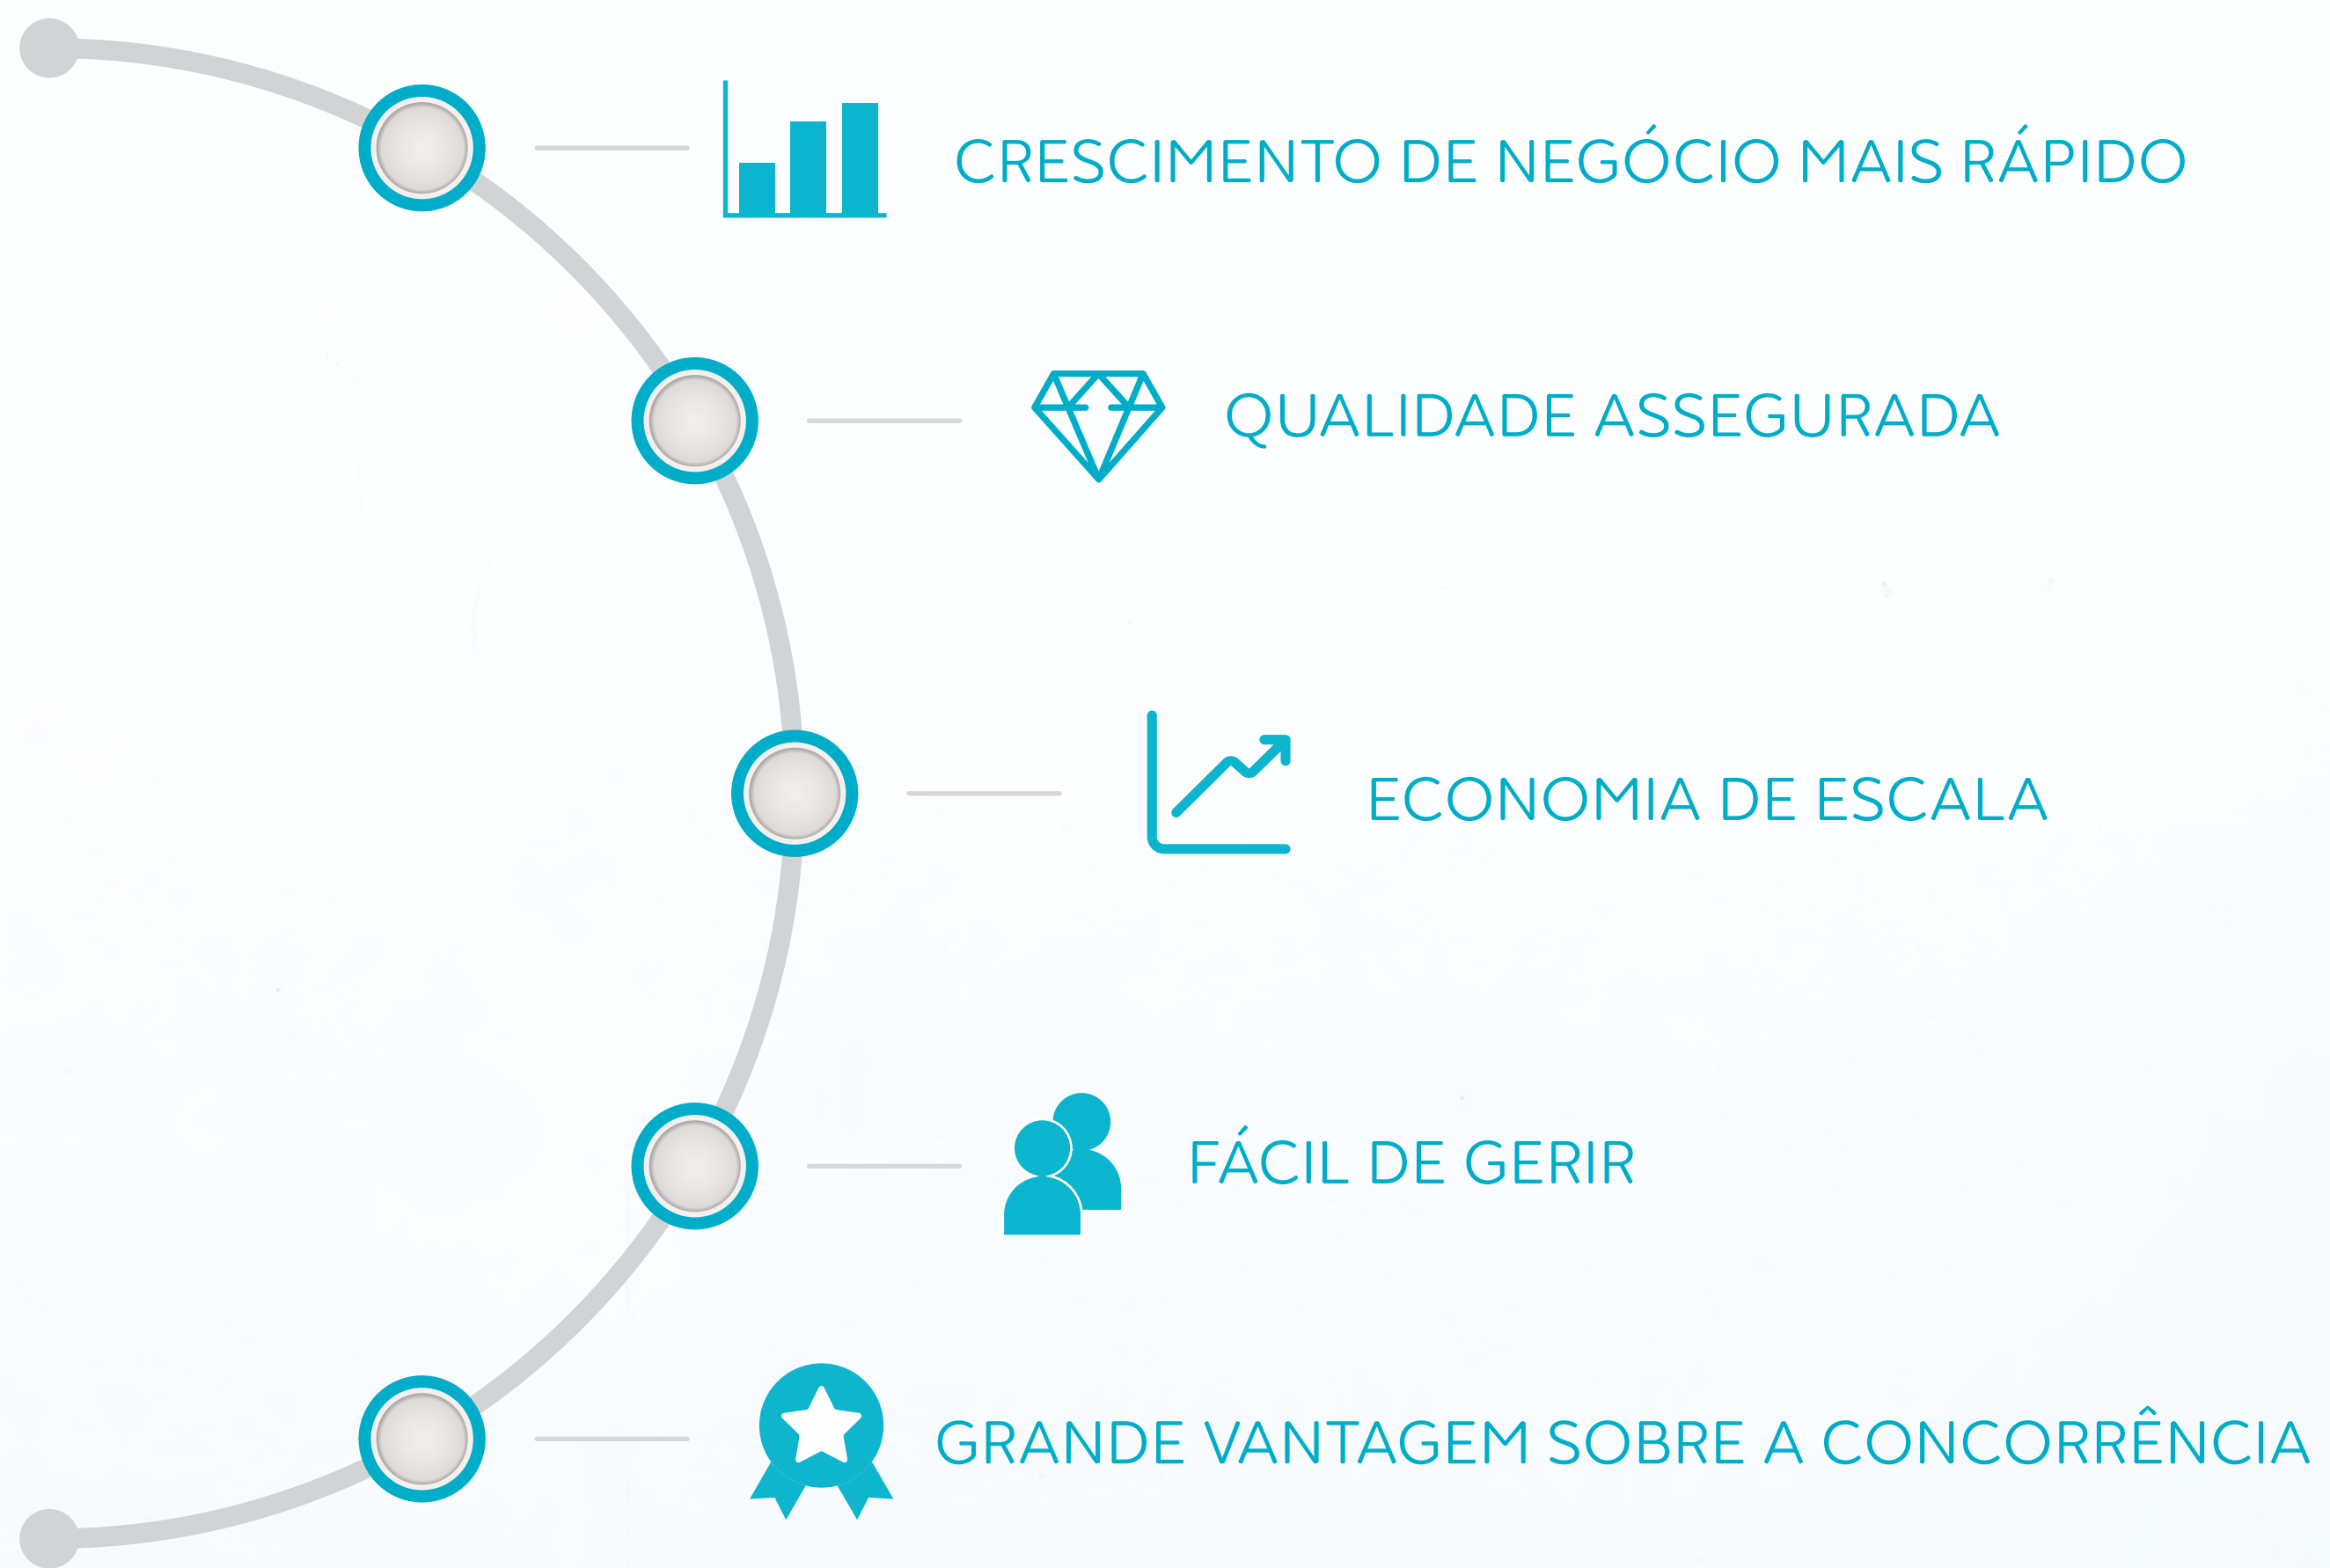 CRESCIMENTO DE NEGÓCIO MAIS RÁPIDO
QUALIDADE ASSEGURADA
ECONOMIA DE ESCALA
FÁCIL DE GERIR
GRANDE VANTAGEM SOBRE A CONCORRÊNCIA